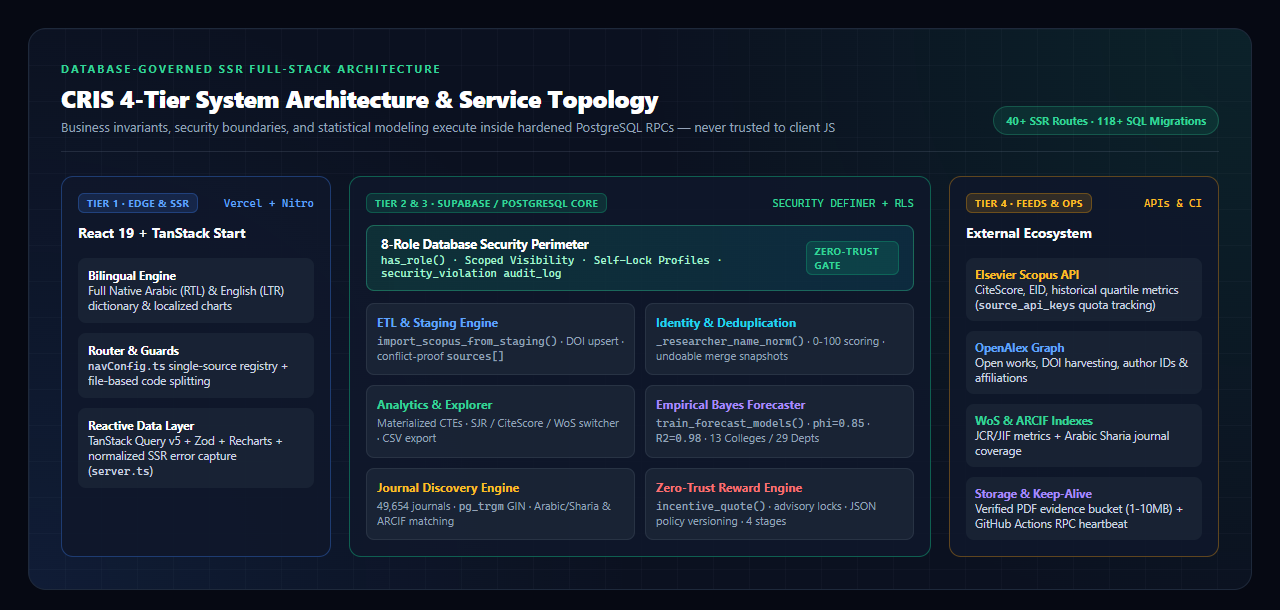 DATABASE-GOVERNED SSR FULL-STACK ARCHITECTURE
CRIS 4-Tier System Architecture & Service Topology
Business invariants, security boundaries, and statistical modeling execute inside hardened PostgreSQL RPCs — never trusted to client JS
40+ SSR Routes · 118+ SQL Migrations
TIER 1 · EDGE & SSR
Vercel + Nitro
React 19 + TanStack Start
Bilingual Engine
Full Native Arabic (RTL) & English (LTR)
dictionary & localized charts
Router & Guards
navConfig.ts single-source registry +
file-based code splitting
Reactive Data Layer
TanStack Query v5 + Zod + Recharts +
normalized SSR error capture
(server.ts)
TIER 2 & 3 · SUPABASE / POSTGRESQL CORE
SECURITY DEFINER + RLS
8-Role Database Security Perimeter
has_role() · Scoped Visibility · Self-Lock Profiles ·
security_violation audit_log
ZERO-TRUST
GATE
ETL & Staging Engine
import_scopus_from_staging() · DOI upsert ·
conflict-proof sources[]
Identity & Deduplication
_researcher_name_norm() · 0-100 scoring ·
undoable merge snapshots
Analytics & Explorer
Materialized CTEs · SJR / CiteScore / WoS switcher
· CSV export
Empirical Bayes Forecaster
train_forecast_models() · phi=0.85 ·
R2=0.98 · 13 Colleges / 29 Depts
Journal Discovery Engine
49,654 journals · pg_trgm GIN · Arabic/Sharia &
ARCIF matching
Zero-Trust Reward Engine
incentive_quote() · advisory locks · JSON
policy versioning · 4 stages
TIER 4 · FEEDS & OPS
APIs & CI
External Ecosystem
Elsevier Scopus API
CiteScore, EID, historical quartile metrics
(source_api_keys quota tracking)
OpenAlex Graph
Open works, DOI harvesting, author IDs &
affiliations
WoS & ARCIF Indexes
JCR/JIF metrics + Arabic Sharia journal
coverage
Storage & Keep-Alive
Verified PDF evidence bucket (1-10MB) +
GitHub Actions RPC heartbeat